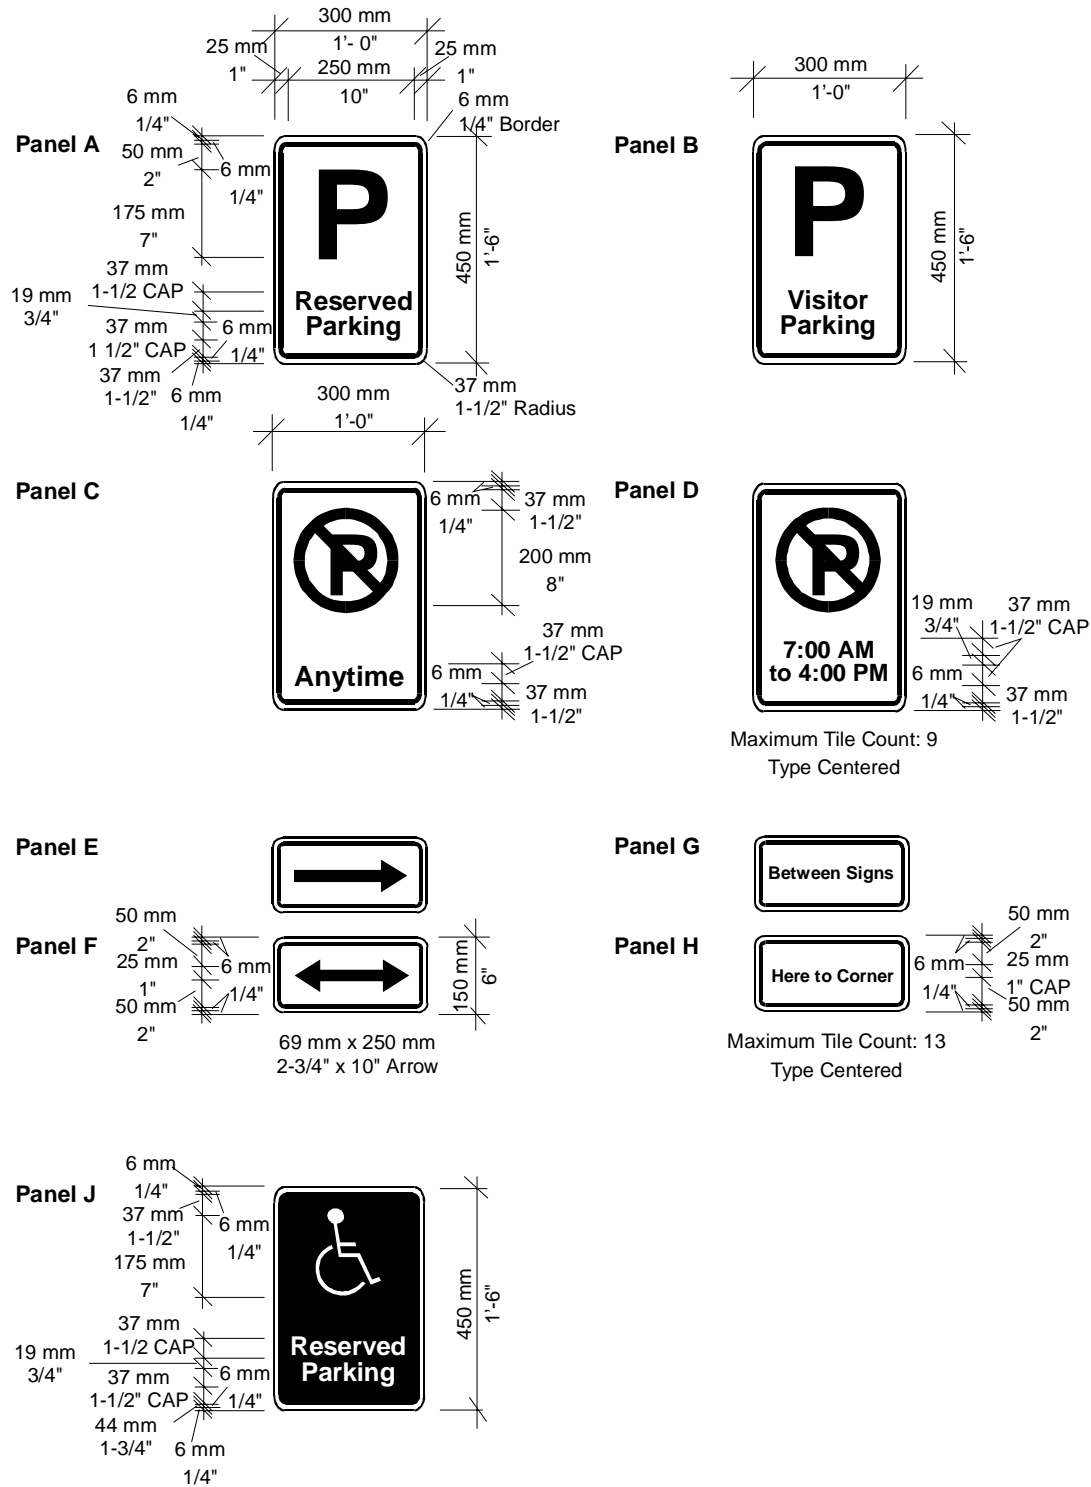 300 mm
1'- 0"
25 mm
1"
250 mm
10"
25 mm
1"
6 mm
1/4" Border
6 mm
1/4"
Panel A
50 mm
2"
6 mm
1/4"
175 mm
7"
37 mm
1-1/2 CAP
19 mm
3/4"
37 mm
1 1/2" CAP
6 mm
1/4"
37 mm
1-1/2"
6 mm
1/4"
P
Reserved
Parking
450 mm
1'-6"
37 mm
1-1/2" Radius
300 mm
1'-0"
Panel B
P
Visitor
Parking
450 mm
1'-6"
300 mm
1'-0"
Panel C
P
Anytime
6 mm
1/4"
37 mm
1-1/2"
200 mm
8"
37 mm
1-1/2" CAP
6 mm
1/4"
37 mm
1-1/2"
Panel D
P
7:00 AM
to 4:00 PM
19 mm
3/4"
37 mm
1-1/2" CAP
6 mm
1/4"
37 mm
1-1/2"
Maximum Tile Count: 9
Type Centered
Panel E
Panel F
50 mm
2"
25 mm
1"
50 mm
2"
6 mm
1/4"
150 mm
6"
69 mm x 250 mm
2-3/4" x 10" Arrow
Panel G
Between Signs
Panel H
Here to Corner
6 mm
1/4"
50 mm
2"
25 mm
1" CAP
50 mm
2"
Maximum Tile Count: 13
Type Centered
Panel J
6 mm
1/4"
37 mm
1-1/2"
6 mm
1/4"
175 mm
7"
37 mm
1-1/2 CAP
19 mm
3/4"
37 mm
1-1/2" CAP
6 mm
1/4"
44 mm
1-3/4"
6 mm
1/4"
Reserved
Parking
450 mm
1'-6"